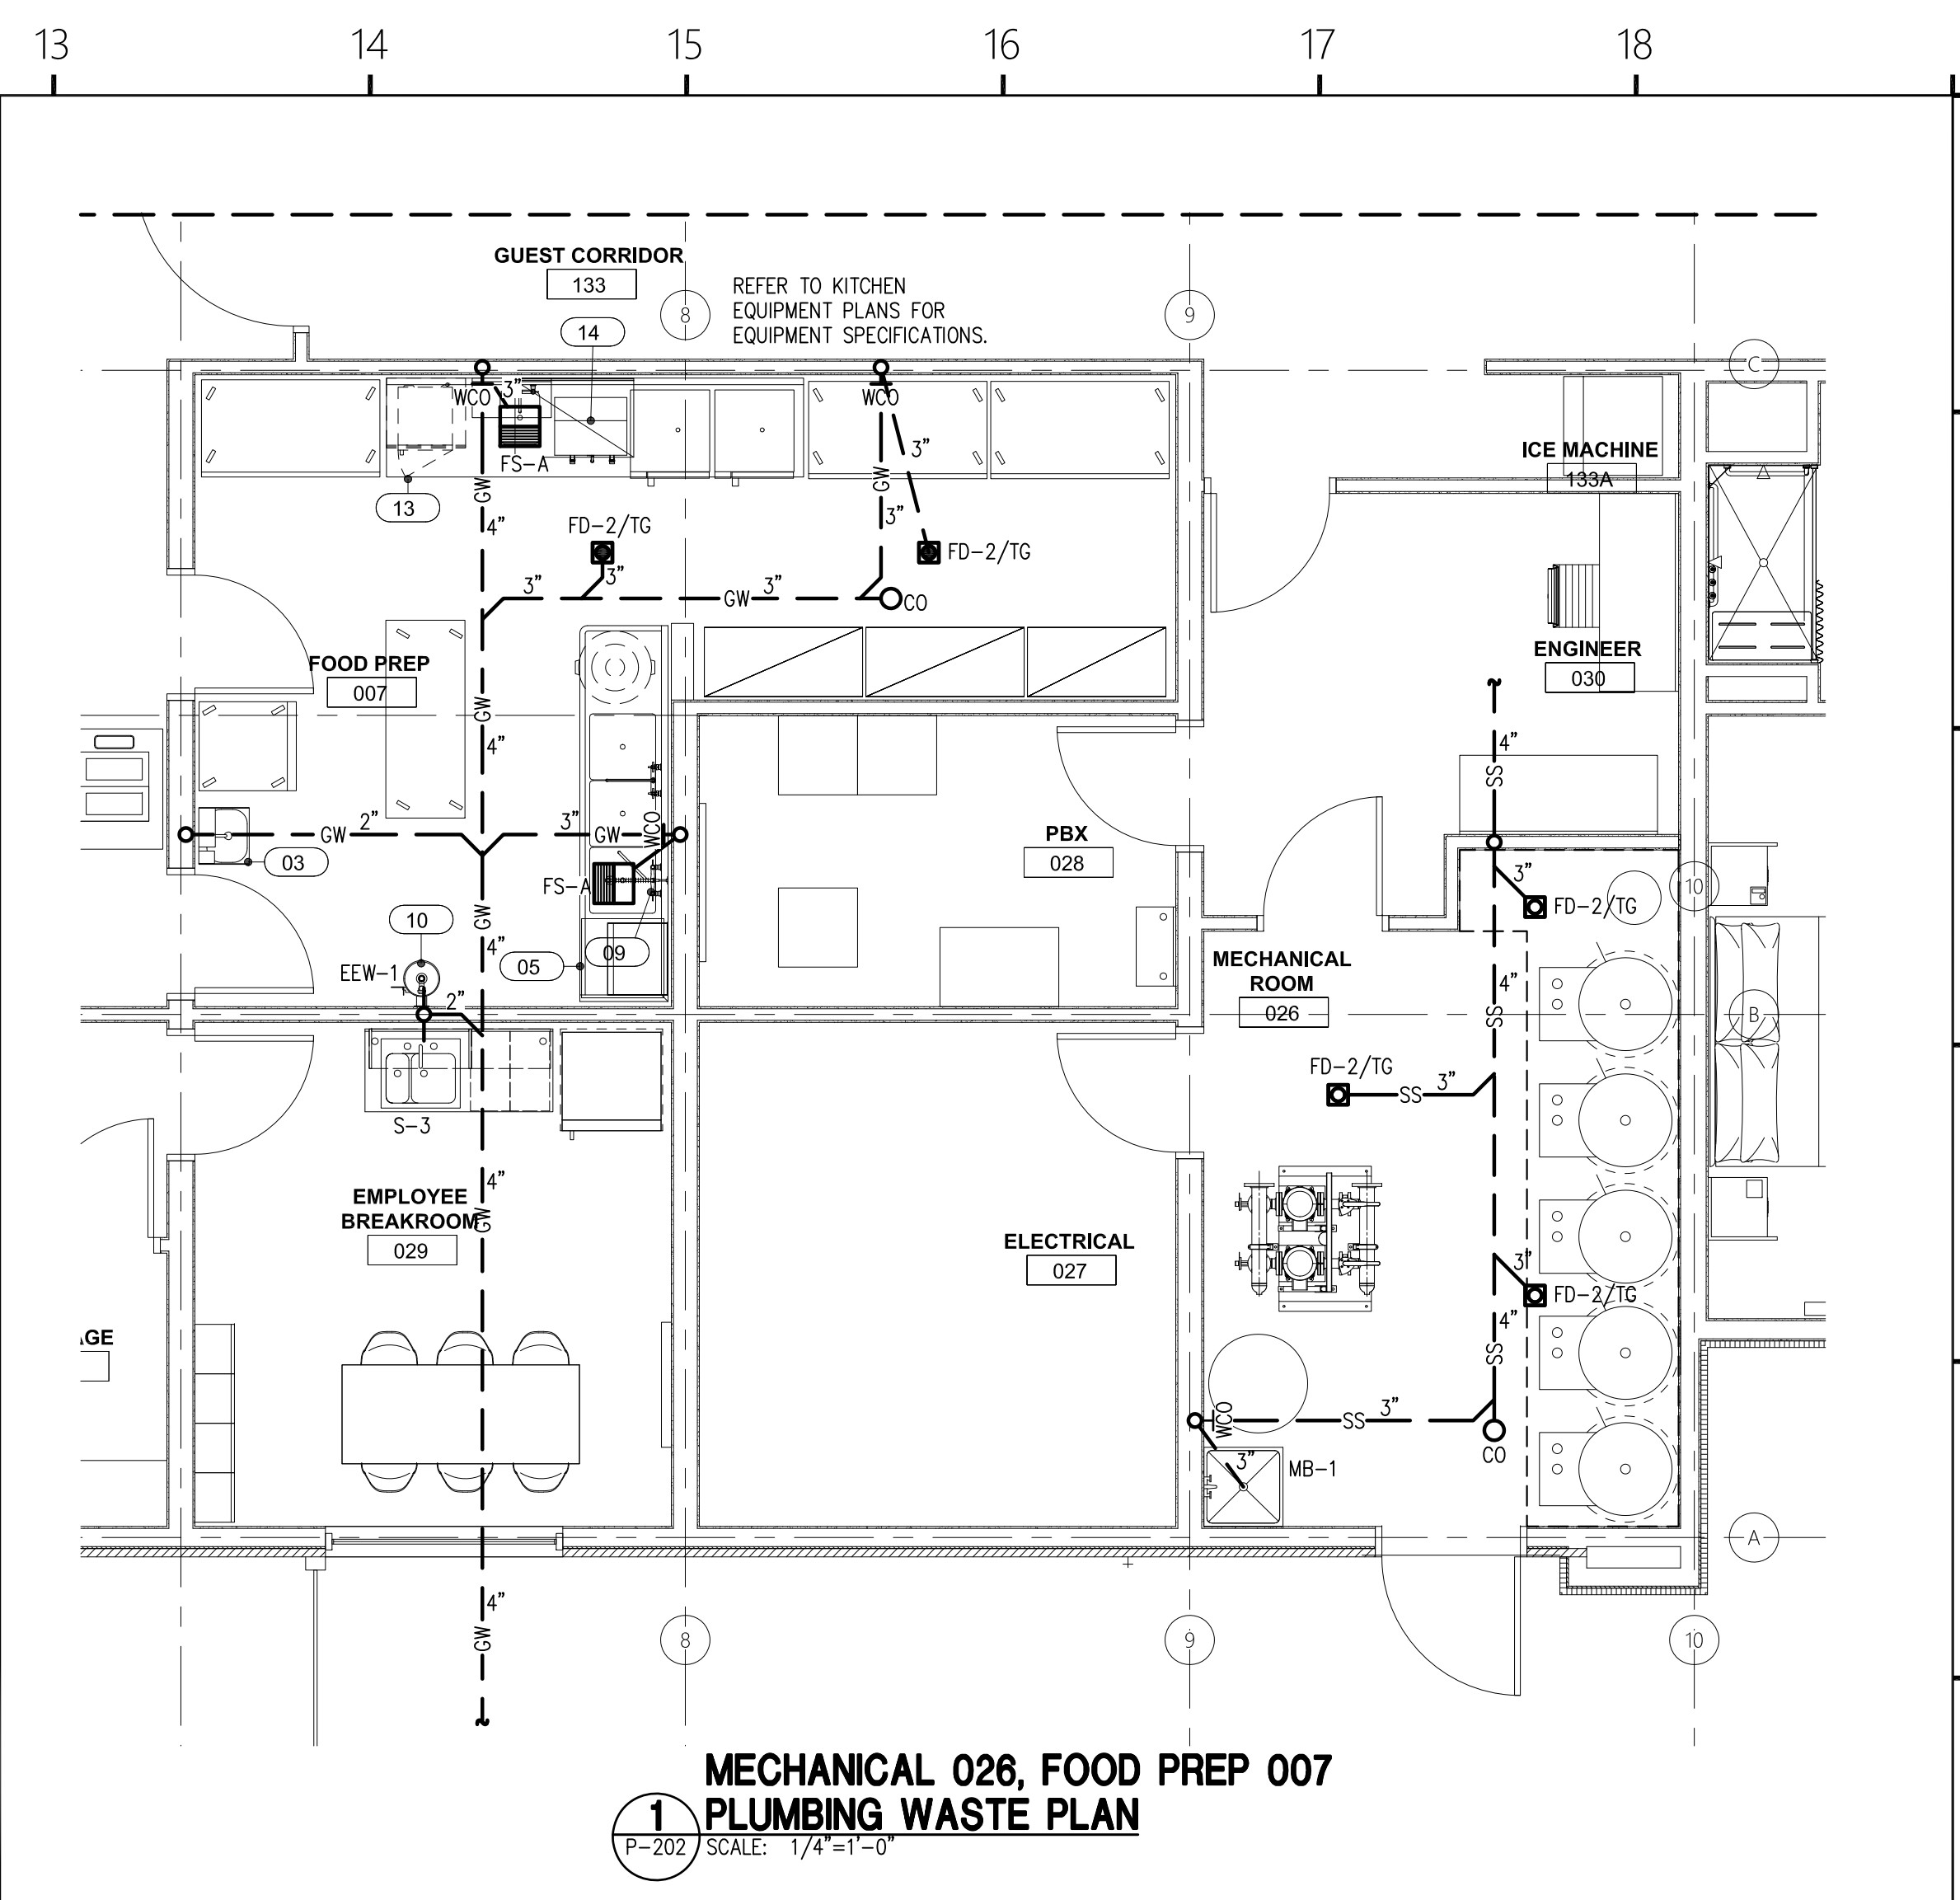 13 14 15 16 17 18
GUEST CORRIDOR
133
REFER TO KITCHEN
EQUIPMENT PLANS FOR
EQUIPMENT SPECIFICATIONS.
8
9
14
C
WCO
3"
WCO
FS-A
13
GW
4"
GW
3"
3"
ICE MACHINE
133A
FD-2/TG
FD-2/TG
3"
3"
GW
3"
CO
FOOD PREP
007
GW
4"
ENGINEER
030
4"
SS
GW
2"
3"
GW
WCO
03
PBX
028
FS-A
3"
FD-2/TG
10
10
GW
4"
05
09
EEW-1
2"
MECHANICAL
ROOM
026
4"
SS
B
S-3
FD-2/TG
SS
3"
EMPLOYEE
BREAKROOM
029
4"
GW
ELECTRICAL
027
3"
FD-2/TG
4"
SS
AGE
WCO
SS
3"
CO
3"
MB-1
A
4"
GW
8
9
10
MECHANICAL 026, FOOD PREP 007
1
PLUMBING WASTE PLAN
P-202
SCALE: 1/4"=1'-0"